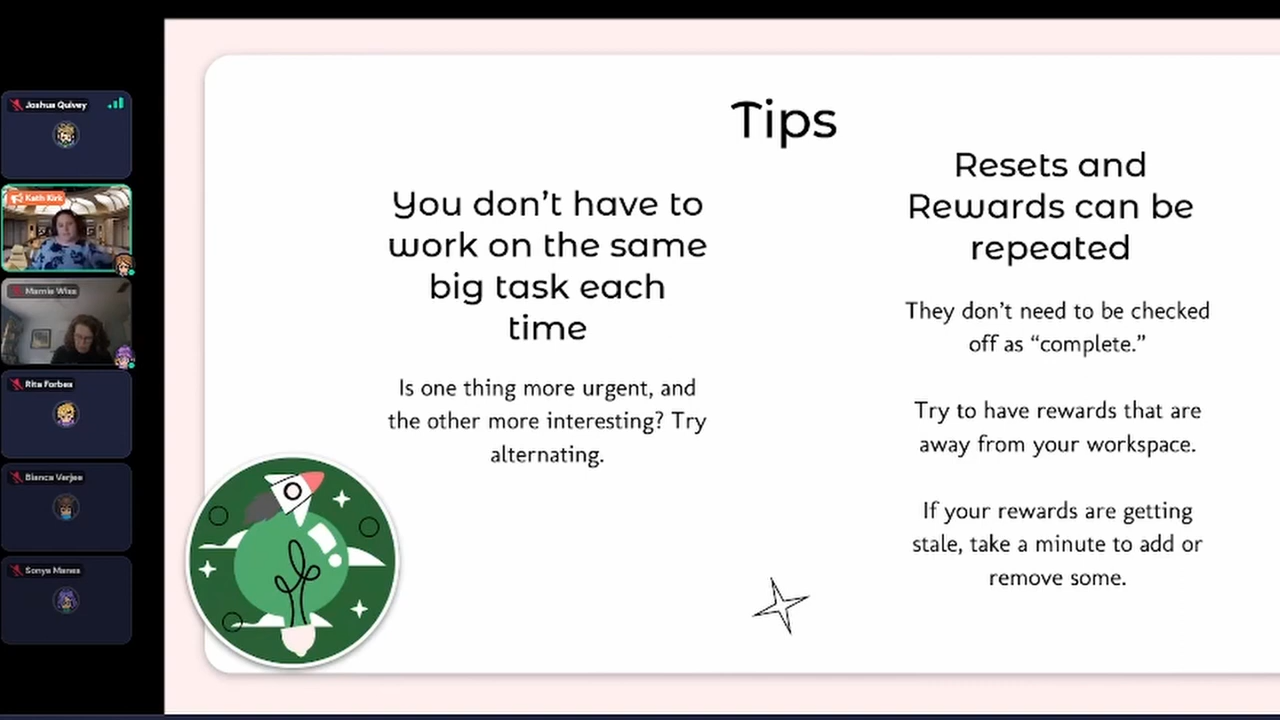 Joshua Quivey
Kath Kirk
Marnie Wise
Rita Forbes
Bianca Verjee
Sonya Manes
Tips
You don’t have to
work on the same
big task each
time
Is one thing more urgent, and
the other more interesting? Try
alternating.
Resets and
Rewards can be
repeated
They don’t need to be checked
off as “complete.”
Try to have rewards that are
away from your workspace.
If your rewards are getting
stale, take a minute to add or
remove some.